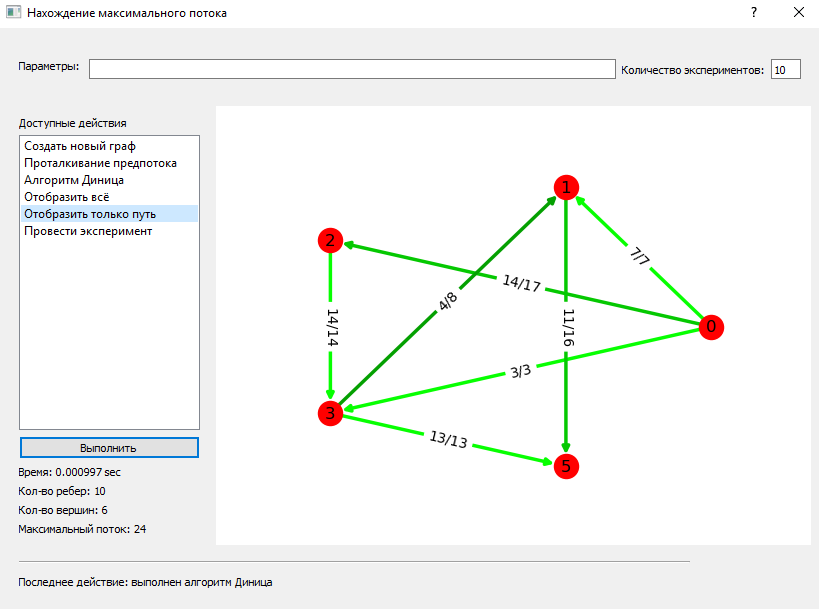 Нахождение максимального потока
?
Параметры:
Количество экспериментов: 10
Доступные действия
Создать новый граф
Проталкивание предпотока
Алгоритм Диница
Отобразить всё
Отобразить только путь
Провести эксперимент
Выполнить
Время: 0.000997 sec
Кол-во ребер: 10
Кол-во вершин: 6
Максимальный поток: 24
1
2
7/7
14/17
4/8
14/14
11/16
0
3/3
3
13/13
5
Последнее действие: выполнен алгоритм Диница